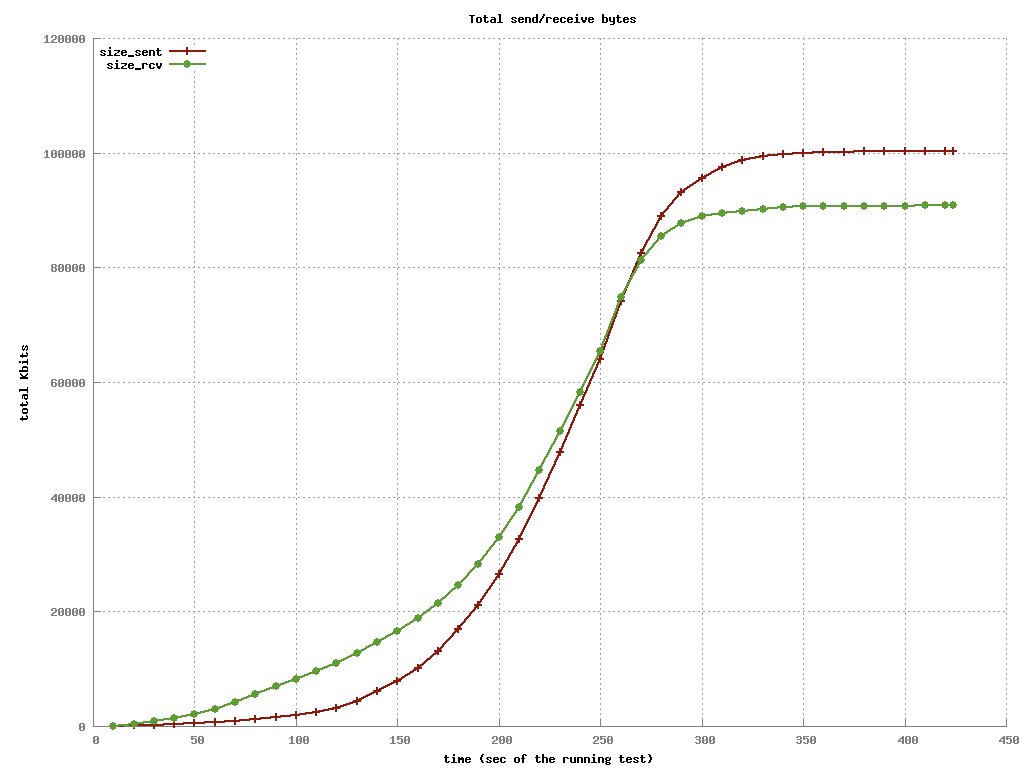 Total send/receive bytes
120000
size_sent
size_rcv
100000
80000
total Kbits
60000
40000
20000
0
0 50 100 150 200 250 300 350 400 450
time (sec of the running test)